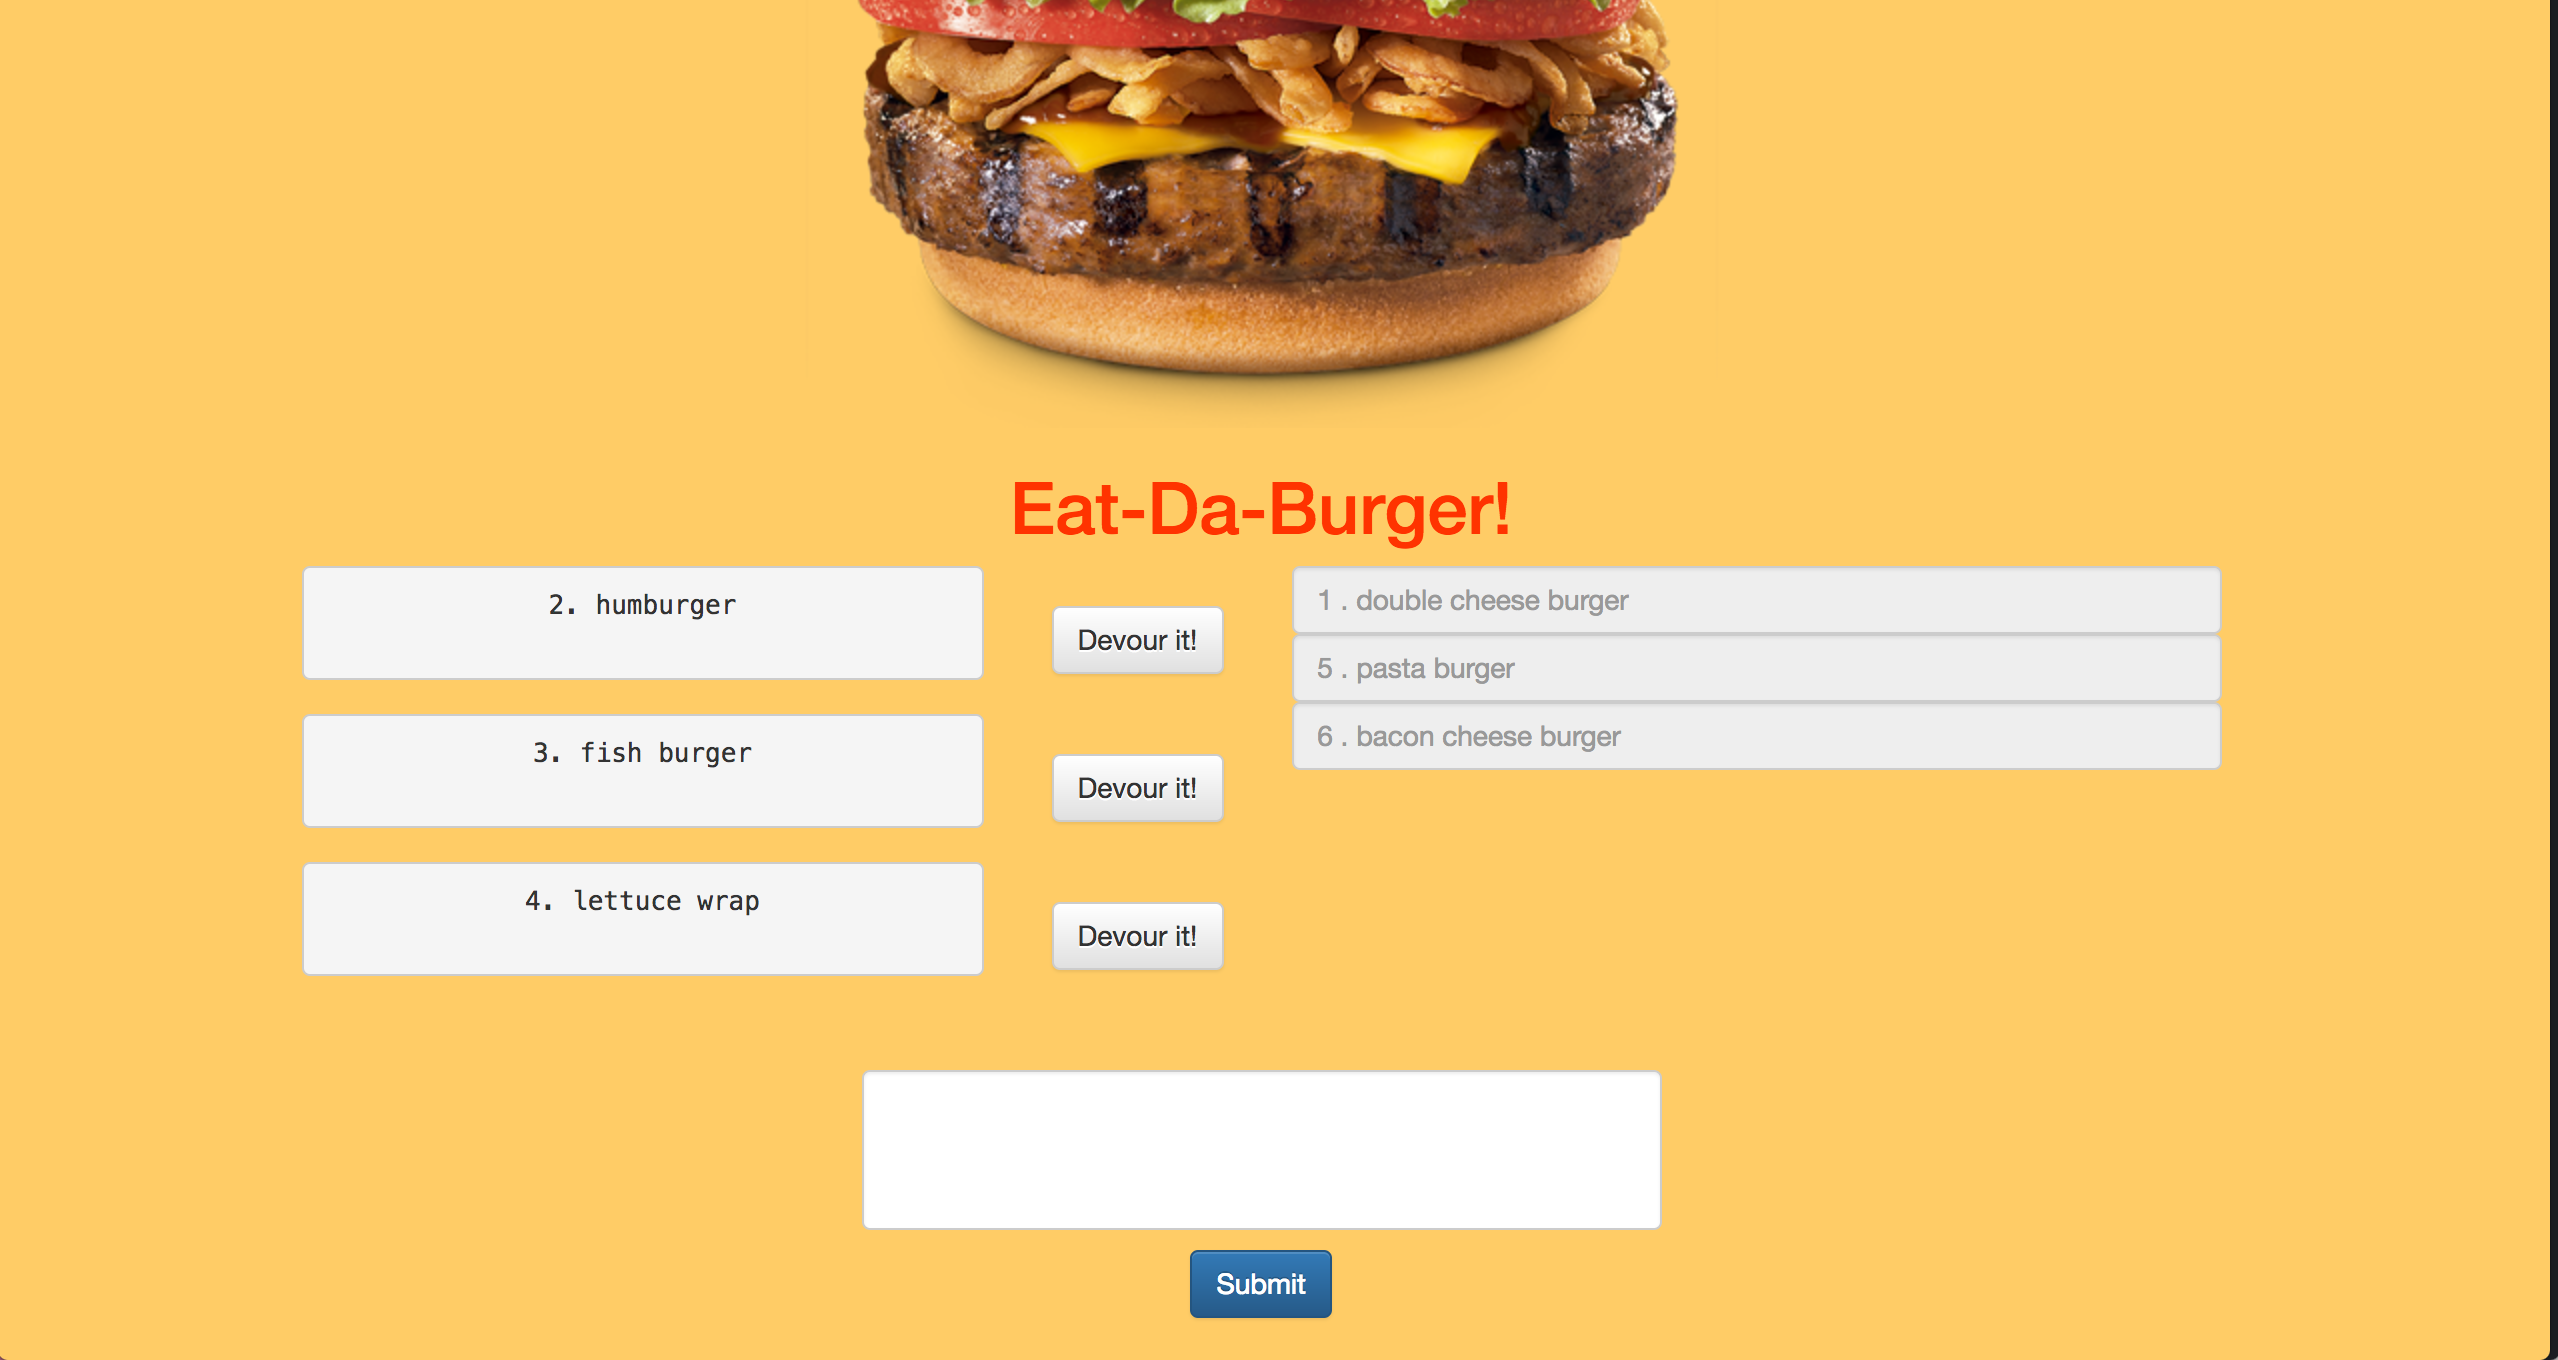 Eat-Da-Burger!
2. humburger
Devour it!
3. fish burger
Devour it!
4. lettuce wrap
Devour it!
1 . double cheese burger
5 . pasta burger
6 . bacon cheese burger
Submit